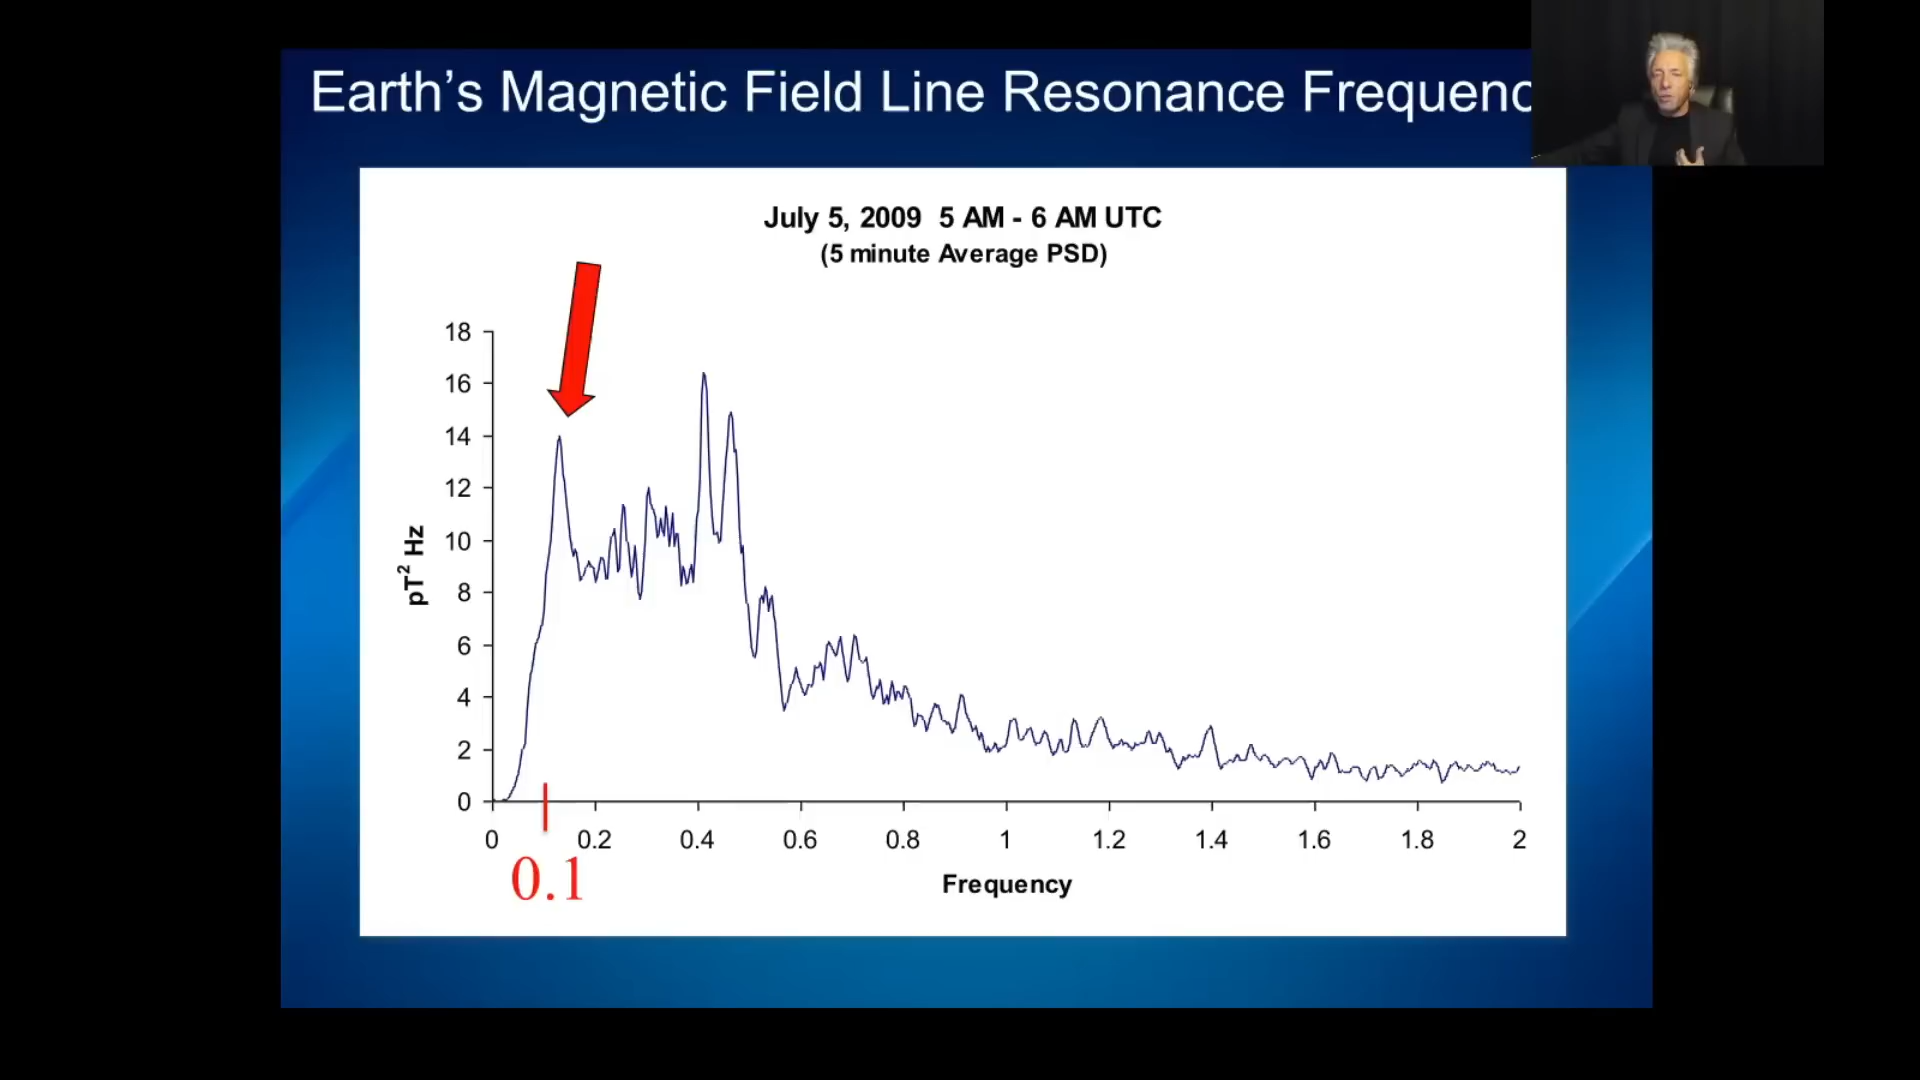 Earth's Magnetic Field Line Resonance Frequenc
July 5, 2009 5 AM - 6 AM UTC
(5 minute Average PSD)
pT² Hz
18
16
14
12
10
8
6
4
2
0
0 0.2 0.4 0.6 0.8 1 1.2 1.4 1.6 1.8 2
0.1
Frequency